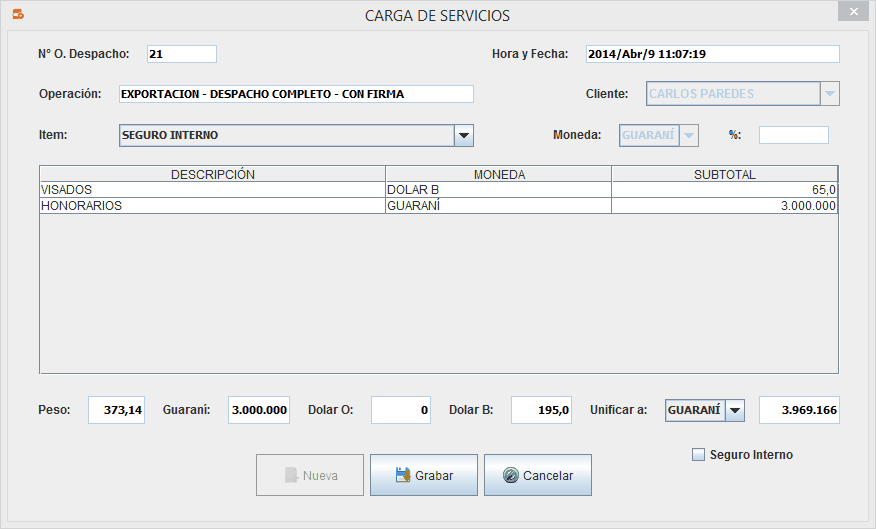 CARGA DE SERVICIOS
Nº O. Despacho: 21 Hora y Fecha: 2014/Abr/9 11:07:19
Operación: EXPORTACION - DESPACHO COMPLETO - CON FIRMA Cliente: CARLOS PAREDES
Item: SEGURO INTERNO Moneda: GUARANÍ %:
DESCRIPCIÓN MONEDA SUBTOTAL
VISADOS DOLAR B 65,0
HONORARIOS GUARANÍ 3.000.000
Peso: 373,14 Guaraní: 3.000.000 Dolar O: 0 Dolar B: 195,0 Unificar a: GUARANÍ 3.969.166
Seguro Interno
Nueva Grabar Cancelar